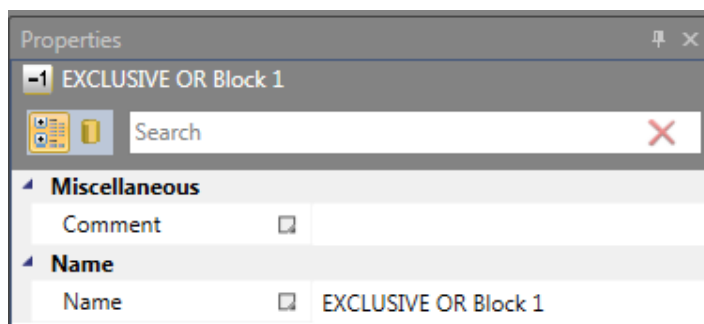 Properties
-1 EXCLUSIVE OR Block 1
Search
Miscellaneous
Comment
Name
Name EXCLUSIVE OR Block 1